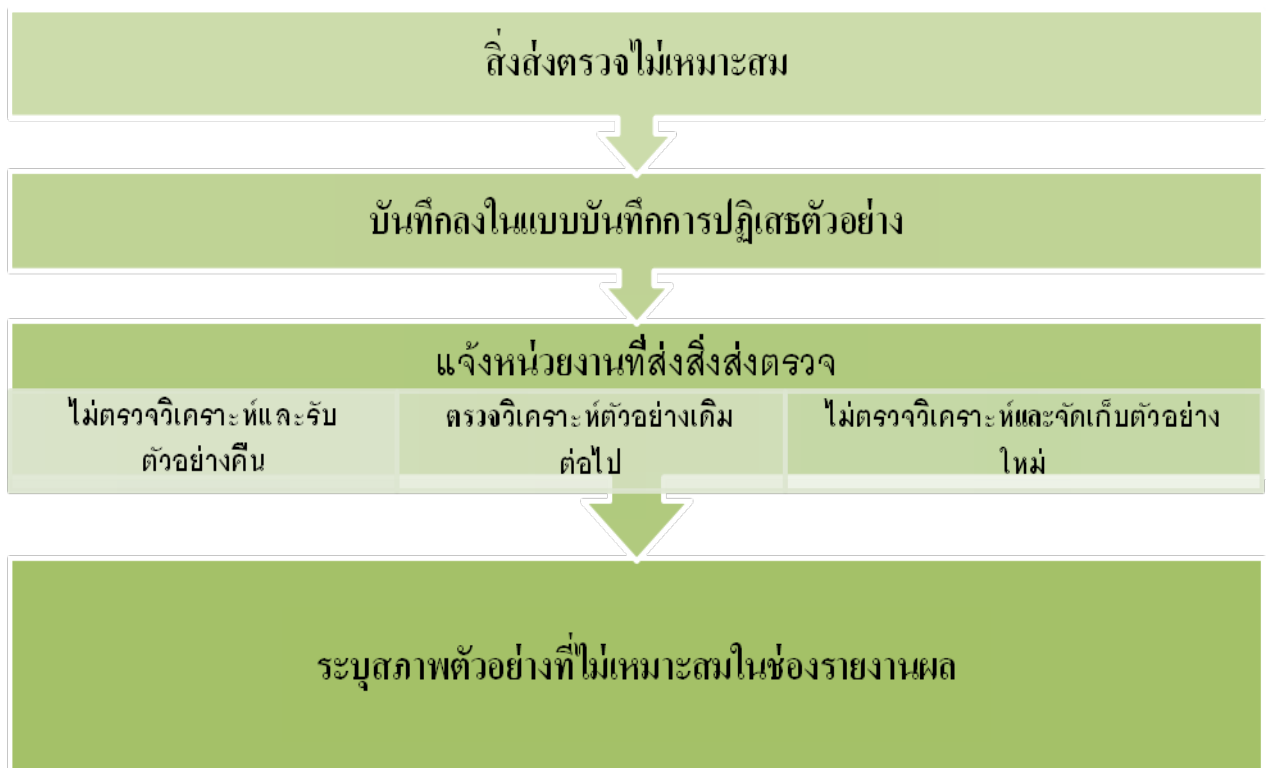 สิ่งส่งตรวจไม่เหมาะสม
บันทึกลงในแบบบันทึกการปฏิเสธตัวอย่าง
แจ้งหน่วยงานที่ส่งสิ่งส่งตรวจ
ไม่ตรวจวิเคราะห์และรับ
ตัวอย่างคืน
ตรวจวิเคราะห์ตัวอย่างเดิม
ต่อไป
ไม่ตรวจวิเคราะห์และจัดเก็บตัวอย่าง
ใหม่
ระบุสภาพตัวอย่างที่ไม่เหมาะสมในช่องรายงานผล